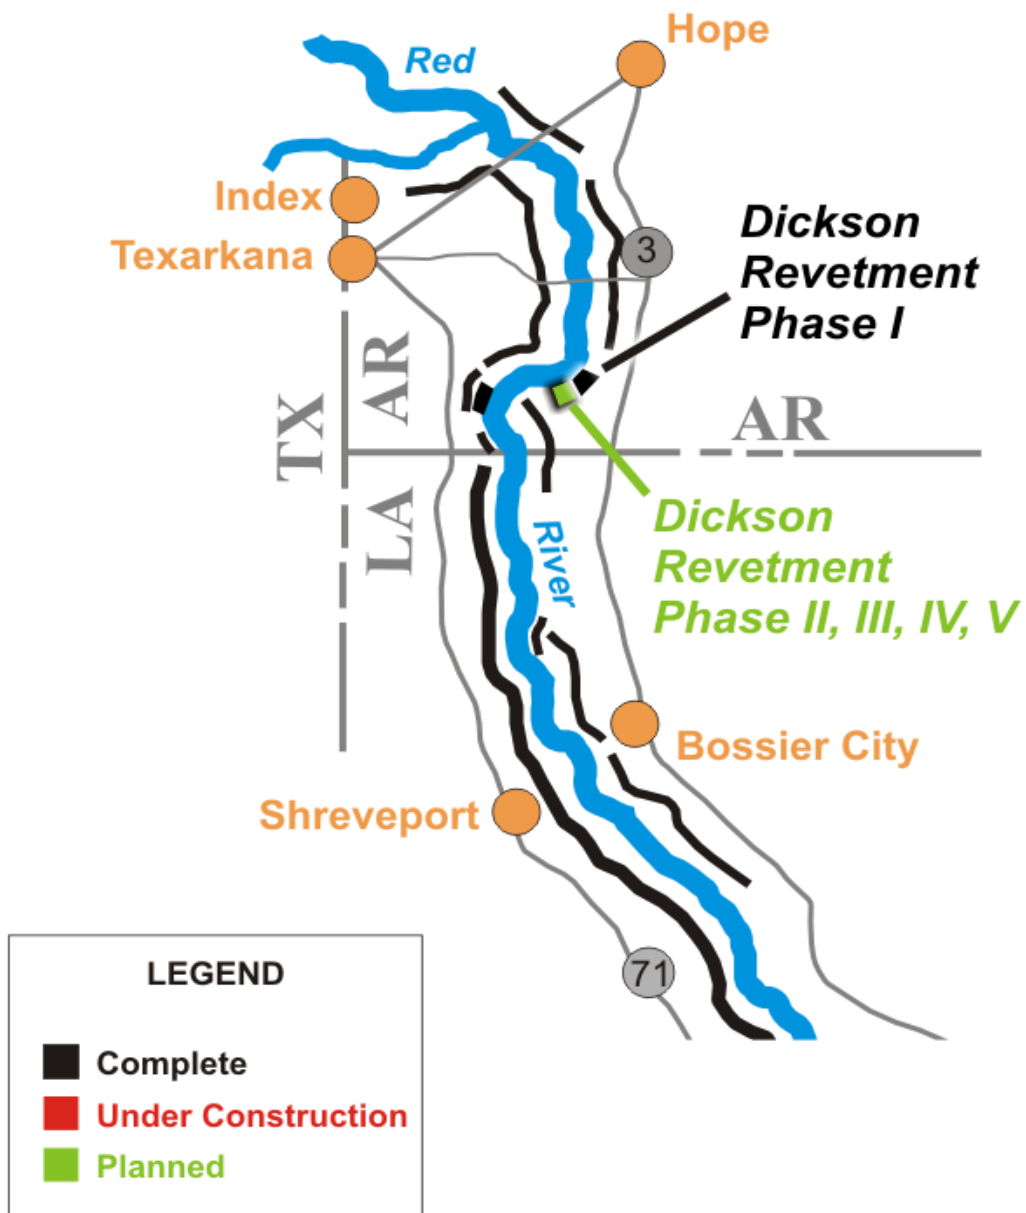 Hope
Red
Index
Texarkana
3
Dickson
Revetment
Phase I
TX
AR
AR
LA
River
Dickson
Revetment
Phase II, III, IV, V
Bossier City
Shreveport
71
LEGEND
Complete
Under Construction
Planned